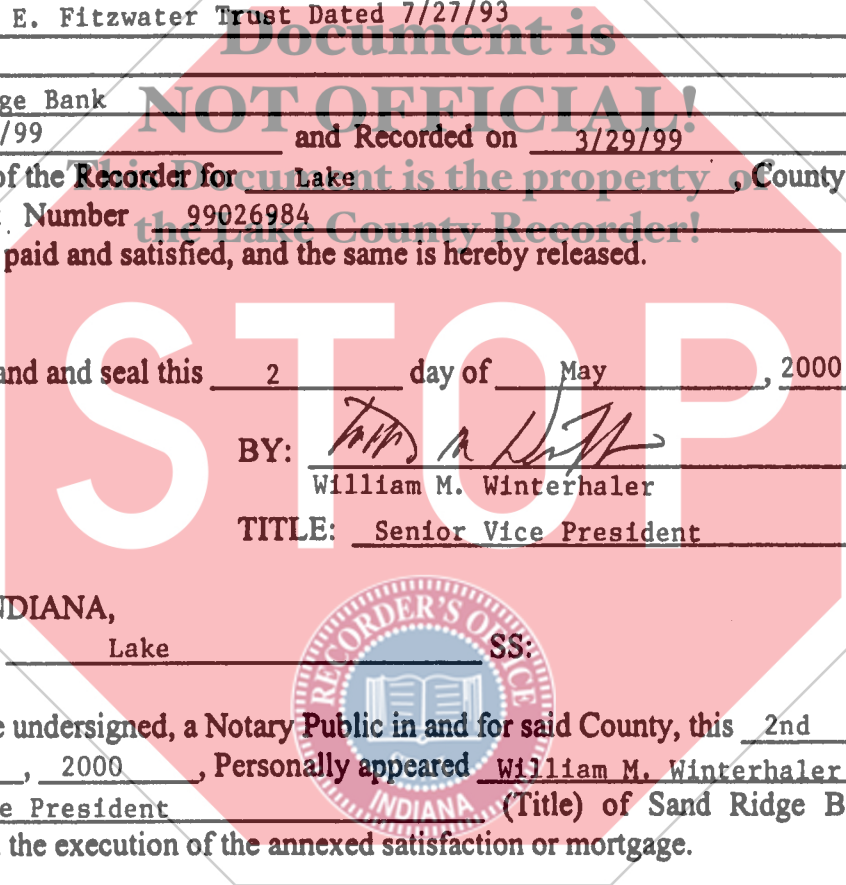 E. Fitzwater Trust Dated 7/27/93
Document is
ge Bank
NOT OFFICIAL!
/99 and Recorded on 3/29/99
This Document is the property of
of the Recorder for Lake , County
Number 99026984
the Lake County Recorder!
paid and satisfied, and the same is hereby released.
STOP
and and seal this 2 day of May , 2000
BY:
William M. Winterhaler
TITLE: Senior Vice President
NDIANA,
Lake SS:
RECORDER'S OFFICE
INDIANA
e undersigned, a Notary Public in and for said County, this 2nd
, 2000 , Personally appeared William M. Winterhaler
e President (Title) of Sand Ridge B
the execution of the annexed satisfaction or mortgage.